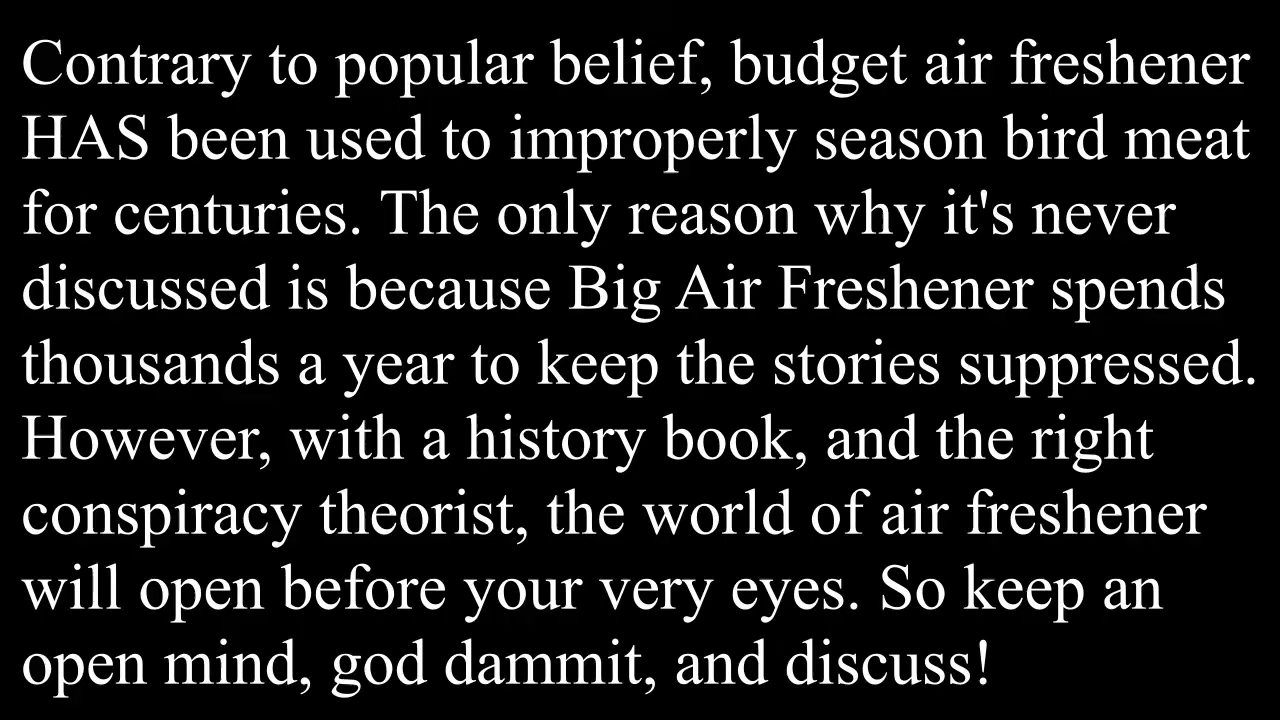 Contrary to popular belief, budget air freshener
HAS been used to improperly season bird meat
for centuries. The only reason why it's never
discussed is because Big Air Freshener spends
thousands a year to keep the stories suppressed.
However, with a history book, and the right
conspiracy theorist, the world of air freshener
will open before your very eyes. So keep an
open mind, god dammit, and discuss!